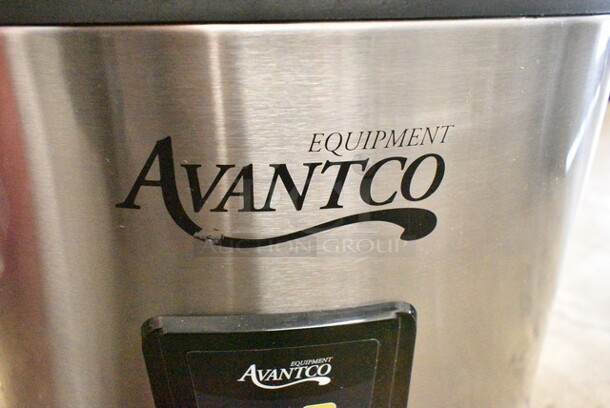 EQUIPMENT
AVANTCO
AUCTION GROUP
EQUIPMENT
AVANTCO